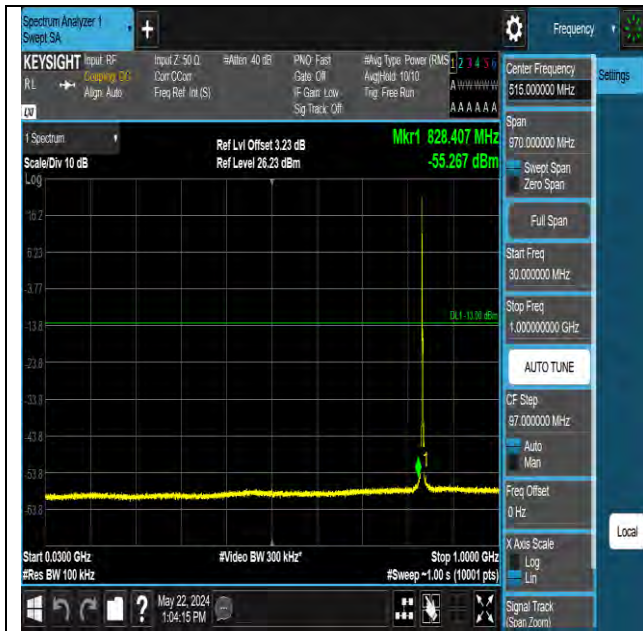 Spectrum Analyzer 1
Swept SA
+
Frequency
KEYSIGHT
RL
Input: RF
Coupling: DC
Align: Auto
Input Z: 50 Ω
Corr CCorr
Freq Ref: Int (S)
#Atten: 40 dB
PNO: Fast
Gate: Off
IF Gain: Low
Sig Track: Off
#Avg Type: Power (RMS)
Avg|Hold: 10/10
Trig: Free Run
1 2 3 4 5 6
A W W W W W
A A A A A A
1 Spectrum
Scale/Div 10 dB
Log
Ref Lvl Offset 3.23 dB
Ref Level 26.23 dBm
Mkr1 828.407 MHz
-55.267 dBm
16.2
6.23
-3.77
-13.8
-23.8
-33.8
-43.8
-53.8
-63.8
DL1 -13.00 dBm
1
Start 0.0300 GHz
#Res BW 100 kHz
#Video BW 300 kHz*
Stop 1.0000 GHz
#Sweep ~1.00 s (10001 pts)
?
May 22, 2024
1:04:15 PM
Center Frequency
515.000000 MHz
Settings
Span
970.000000 MHz
Swept Span
Zero Span
Full Span
Start Freq
30.000000 MHz
Stop Freq
1.000000000 GHz
AUTO TUNE
CF Step
97.000000 MHz
Auto
Man
Freq Offset
0 Hz
X Axis Scale
Log
Lin
Local
Signal Track
(Span Zoom)